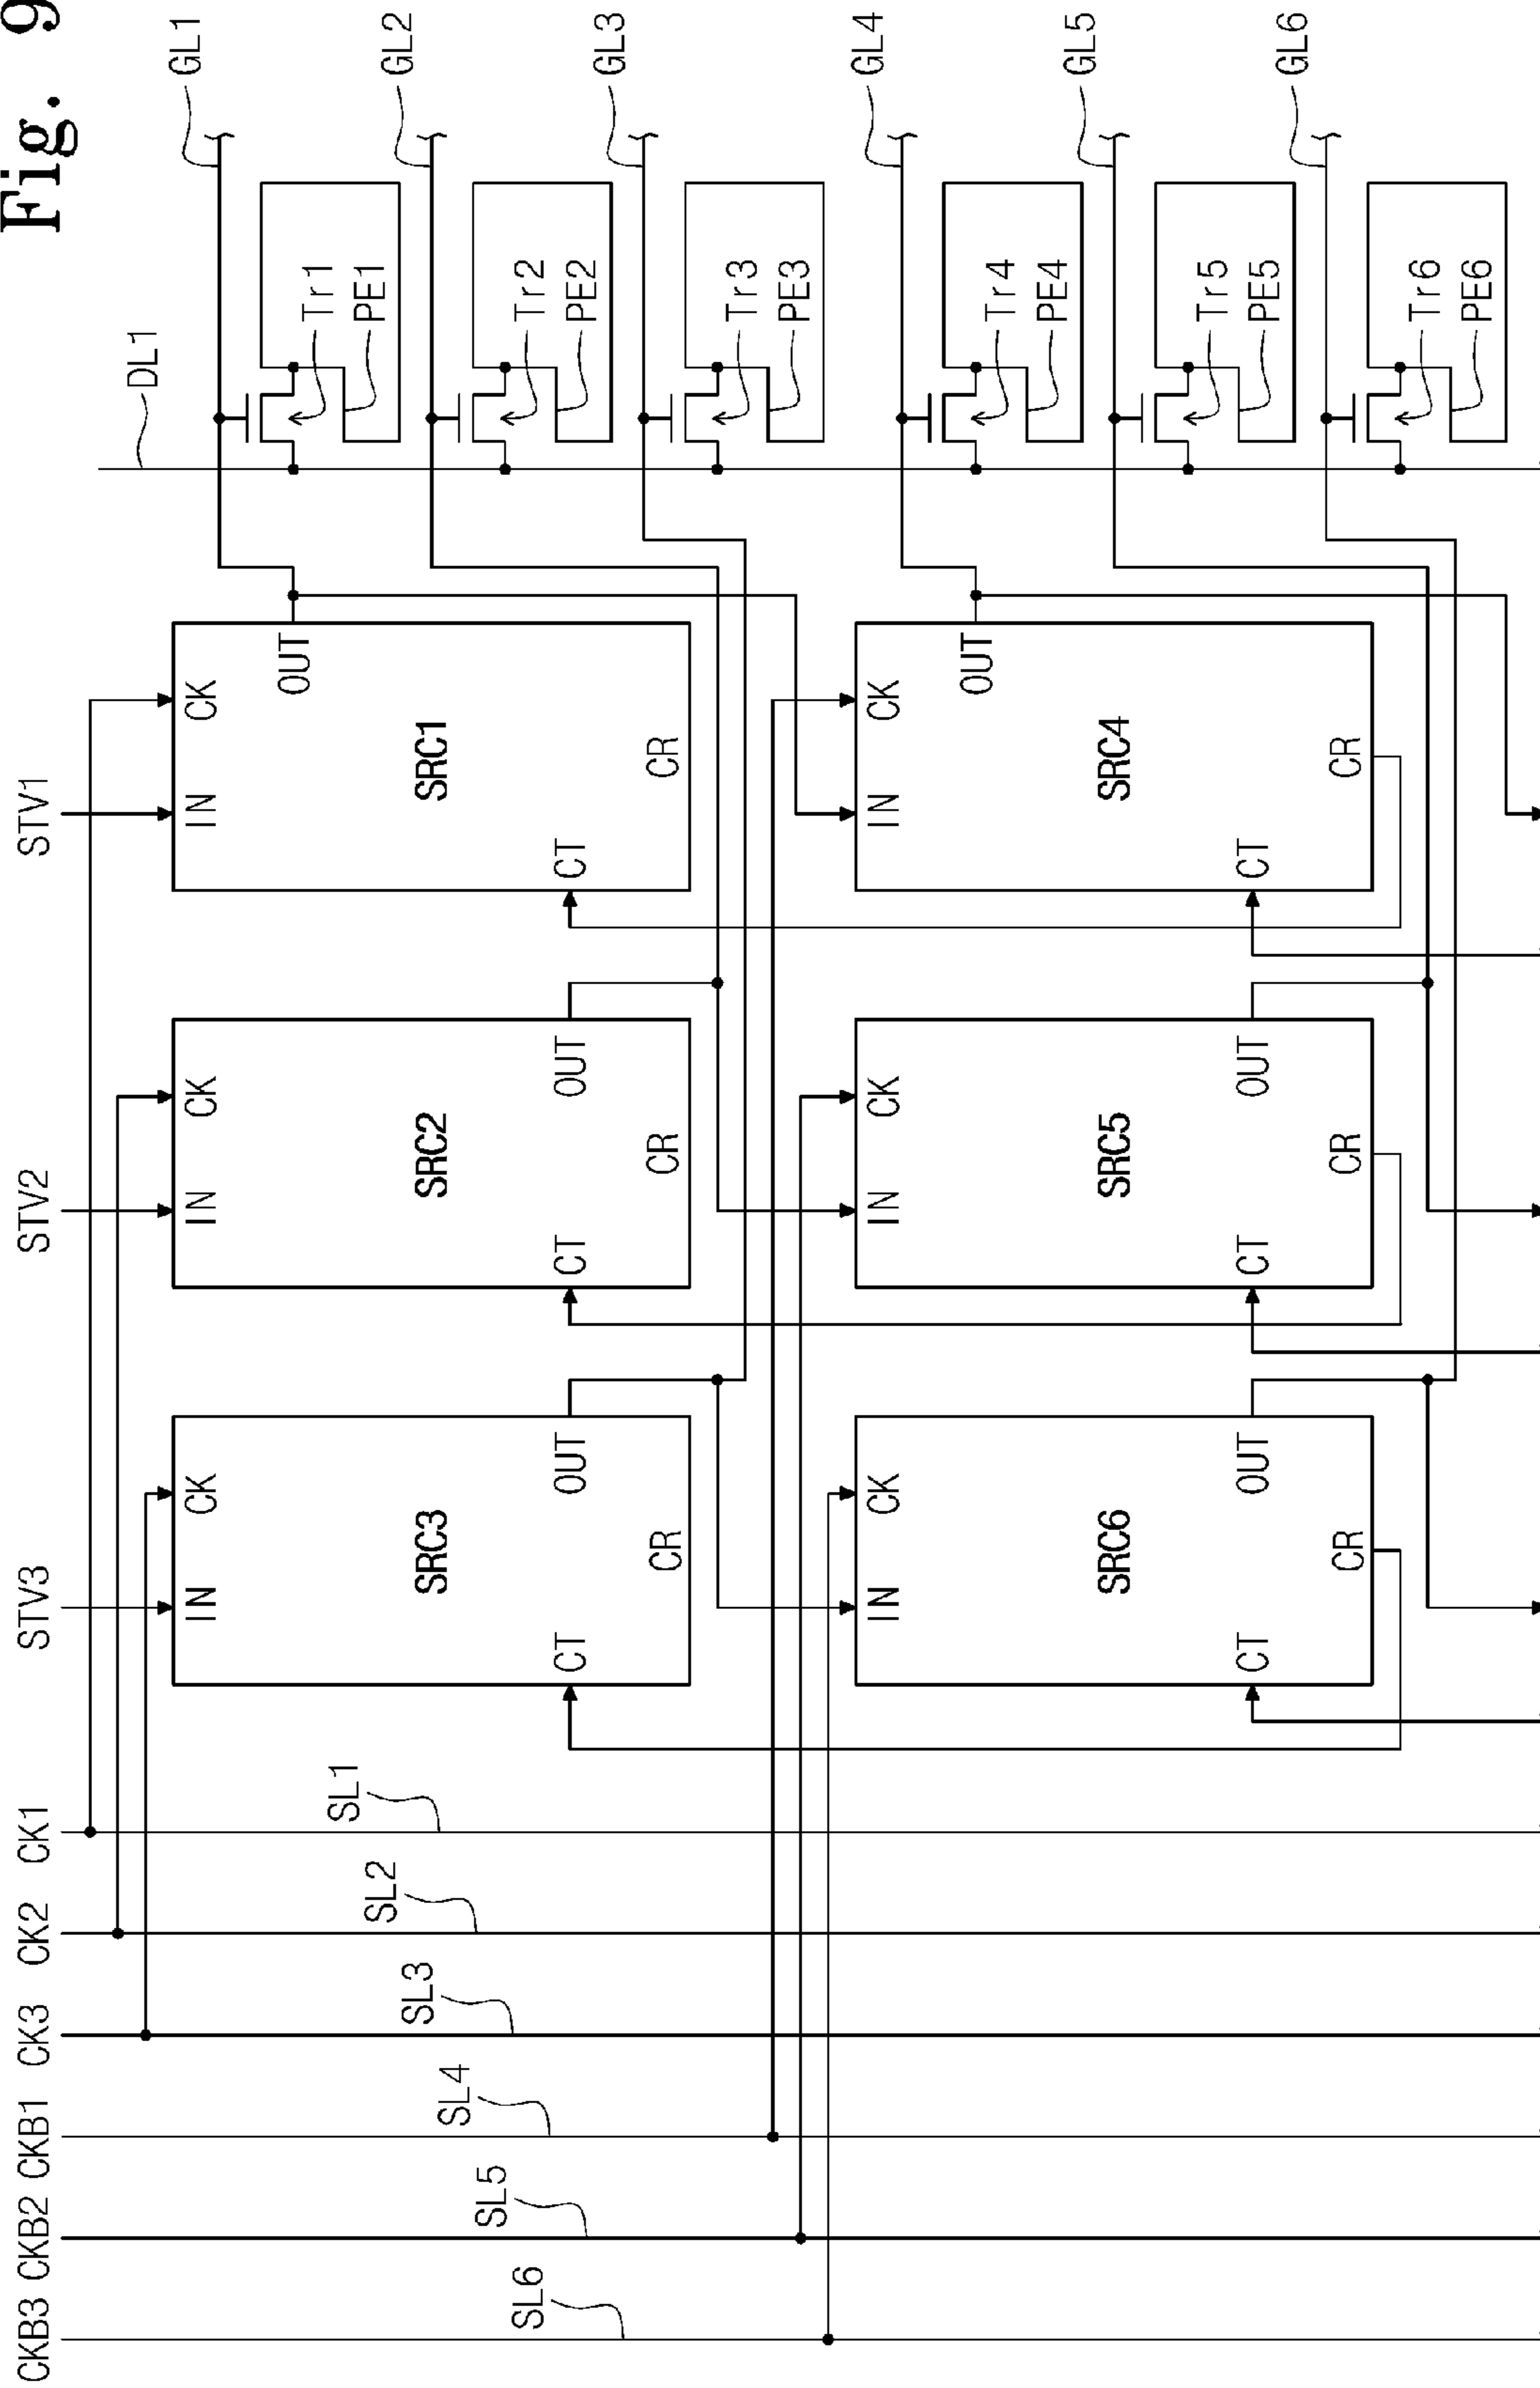 Fig. 9
CKB3
CKB2
CKB1
CK3
CK2
CK1
STV3
STV2
STV1
DL1
GL1
SL1
SL2
SL3
SL4
SL5
SL6
IN
CK
SRC3
CT
OUT
CR
IN
CK
SRC2
CT
OUT
CR
IN
CK
OUT
SRC1
CT
CR
Tr1
PE1
GL2
Tr2
PE2
GL3
Tr3
PE3
IN
CK
SRC6
CT
OUT
CR
IN
CK
SRC5
CT
OUT
CR
IN
CK
OUT
SRC4
CT
CR
GL4
Tr4
PE4
GL5
Tr5
PE5
GL6
Tr6
PE6